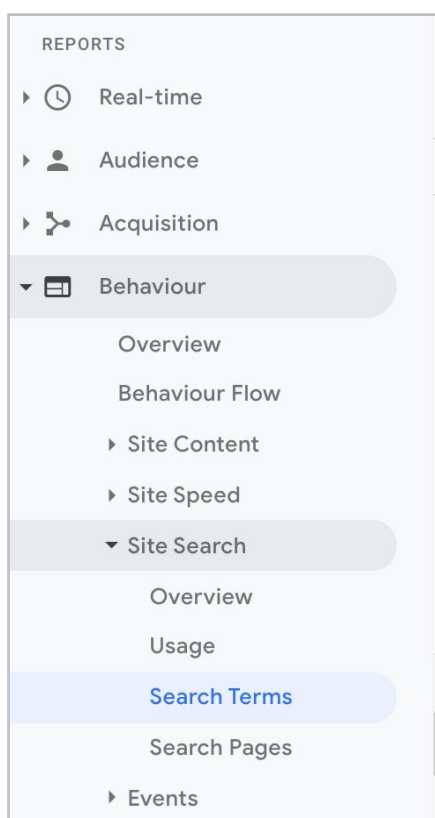 REPORTS
Real-time
Audience
Acquisition
Behaviour
Overview
Behaviour Flow
Site Content
Site Speed
Site Search
Overview
Usage
Search Terms
Search Pages
Events